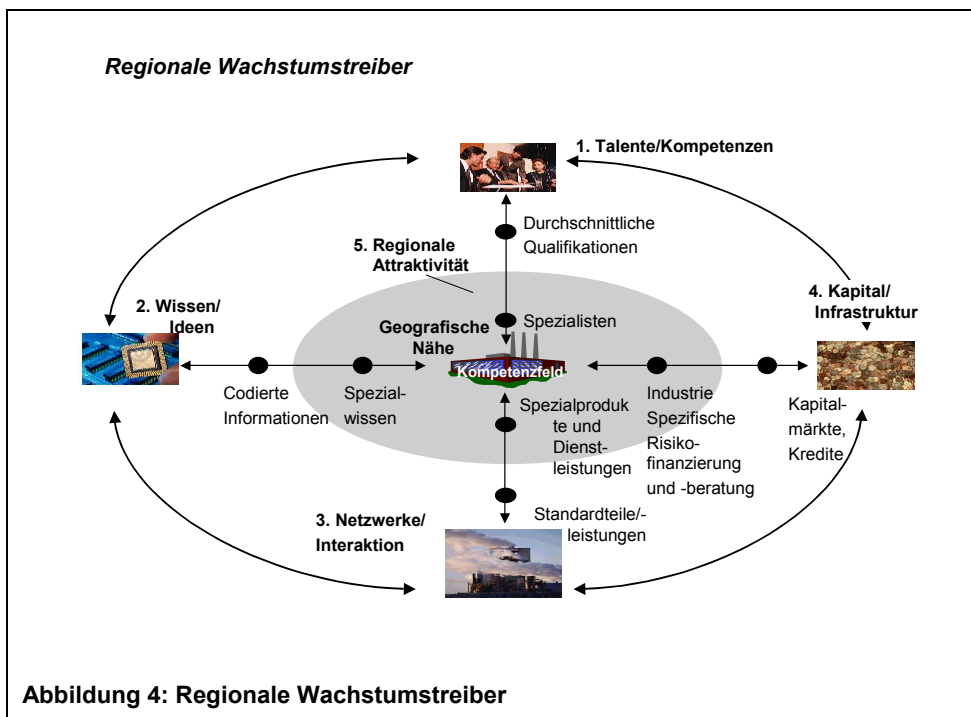 Regionale Wachstumstreiber
1. Talente/Kompetenzen
Durchschnittliche
Qualifikationen
5. Regionale
Attraktivität
2. Wissen/
Ideen
4. Kapital/
Infrastruktur
Geografische
Nähe
Spezialisten
Kompetenzfeld
Codierte
Informationen
Spezial-
wissen
Spezialproduk
te und
Dienst-
leistungen
Industrie
Spezifische
Risiko-
finanzierung
und -beratung
Kapital-
märkte,
Kredite
3. Netzwerke/
Interaktion
Standardteile/-
leistungen
Abbildung 4: Regionale Wachstumstreiber